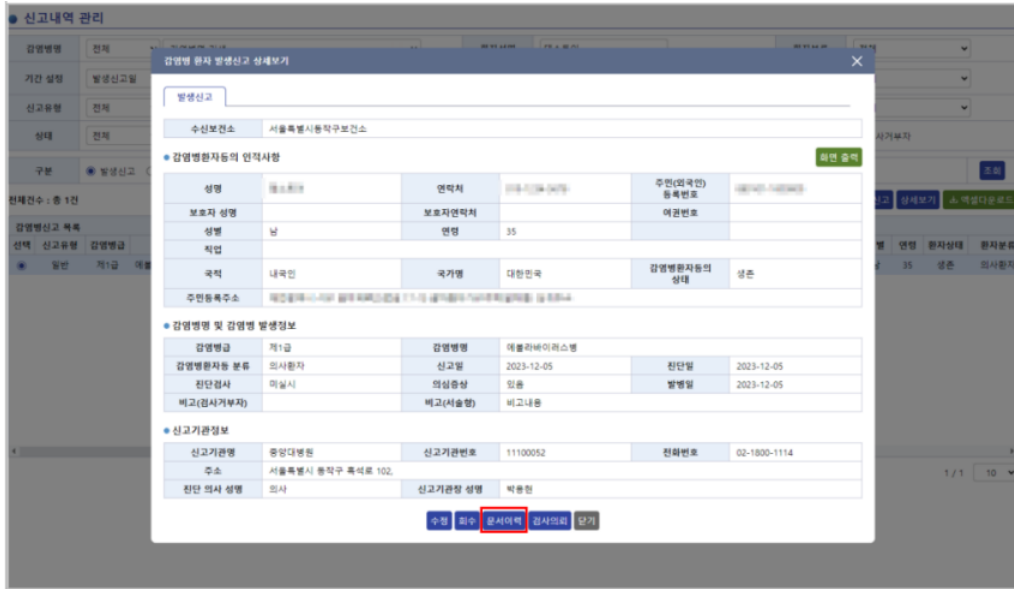 신고내역 관리
감염병명 전체
기간 설정 발생신고일
신고유형 전체
상태 전체 사거부자
구분 발생신고 조회
전체건수 : 총 1건 신고 상세보기 엑셀다운로드
감염병신고 목록
선택 신고유형 감염병급 별 연령 환자상태 환자분류
일반 제1급 남 35 생존 의사환자
1 / 1 10
감염병 환자 발생신고 상세보기
발생신고
수신보건소 서울특별시동작구보건소
감염병환자등의 인적사항 화면 출력
성명 연락처 주민(외국인)
등록번호
보호자 성명 보호자연락처 여권번호
성별 남 연령 35
직업
국적 내국인 국가명 대한민국 감염병환자등의
상태 생존
주민등록주소
감염병명 및 감염병 발생정보
감염병급 제1급 감염병명 에볼라바이러스병
감염병환자등 분류 의사환자 신고일 2023-12-05 진단일 2023-12-05
진단검사 미실시 의심증상 있음 발병일 2023-12-05
비고(검사거부자) 비고(서술형) 비고내용
신고기관정보
신고기관명 중앙대병원 신고기관번호 11100052 전화번호 02-1800-1114
주소 서울특별시 동작구 흑석로 102,
진단 의사 성명 의사 신고기관장 성명 박용현
수정 회수 문서이력 검사의뢰 닫기